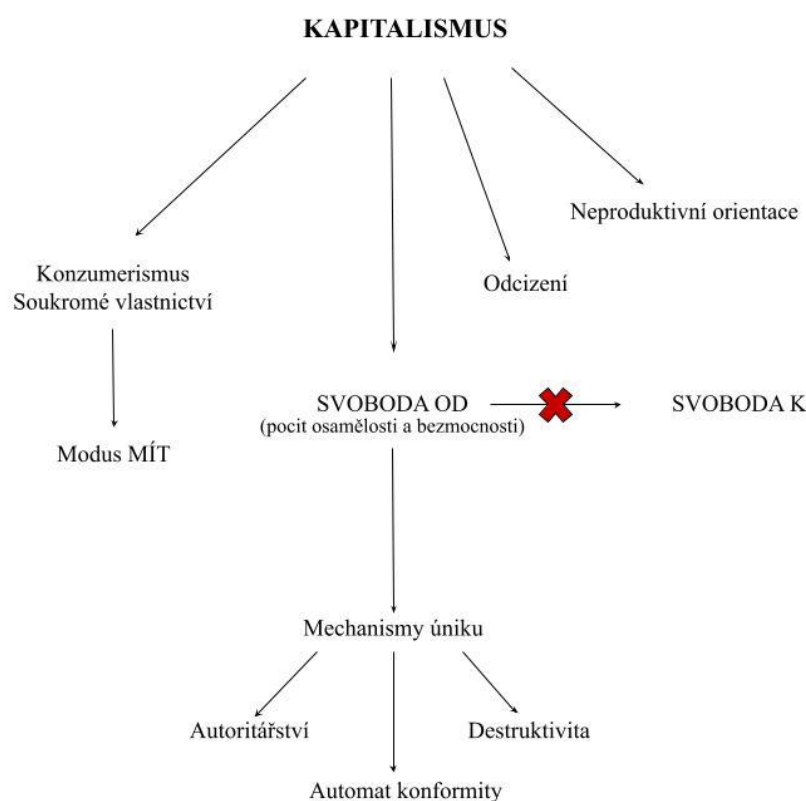 KAPITALISMUS
Neproduktivní orientace
Konzumerismus
Soukromé vlastnictví
Odcizení
SVOBODA OD
(pocit osamělosti a bezmocnosti)
SVOBODA K
Modus MÍT
Mechanismy úniku
Autoritářství
Destruktivita
Automat konformity